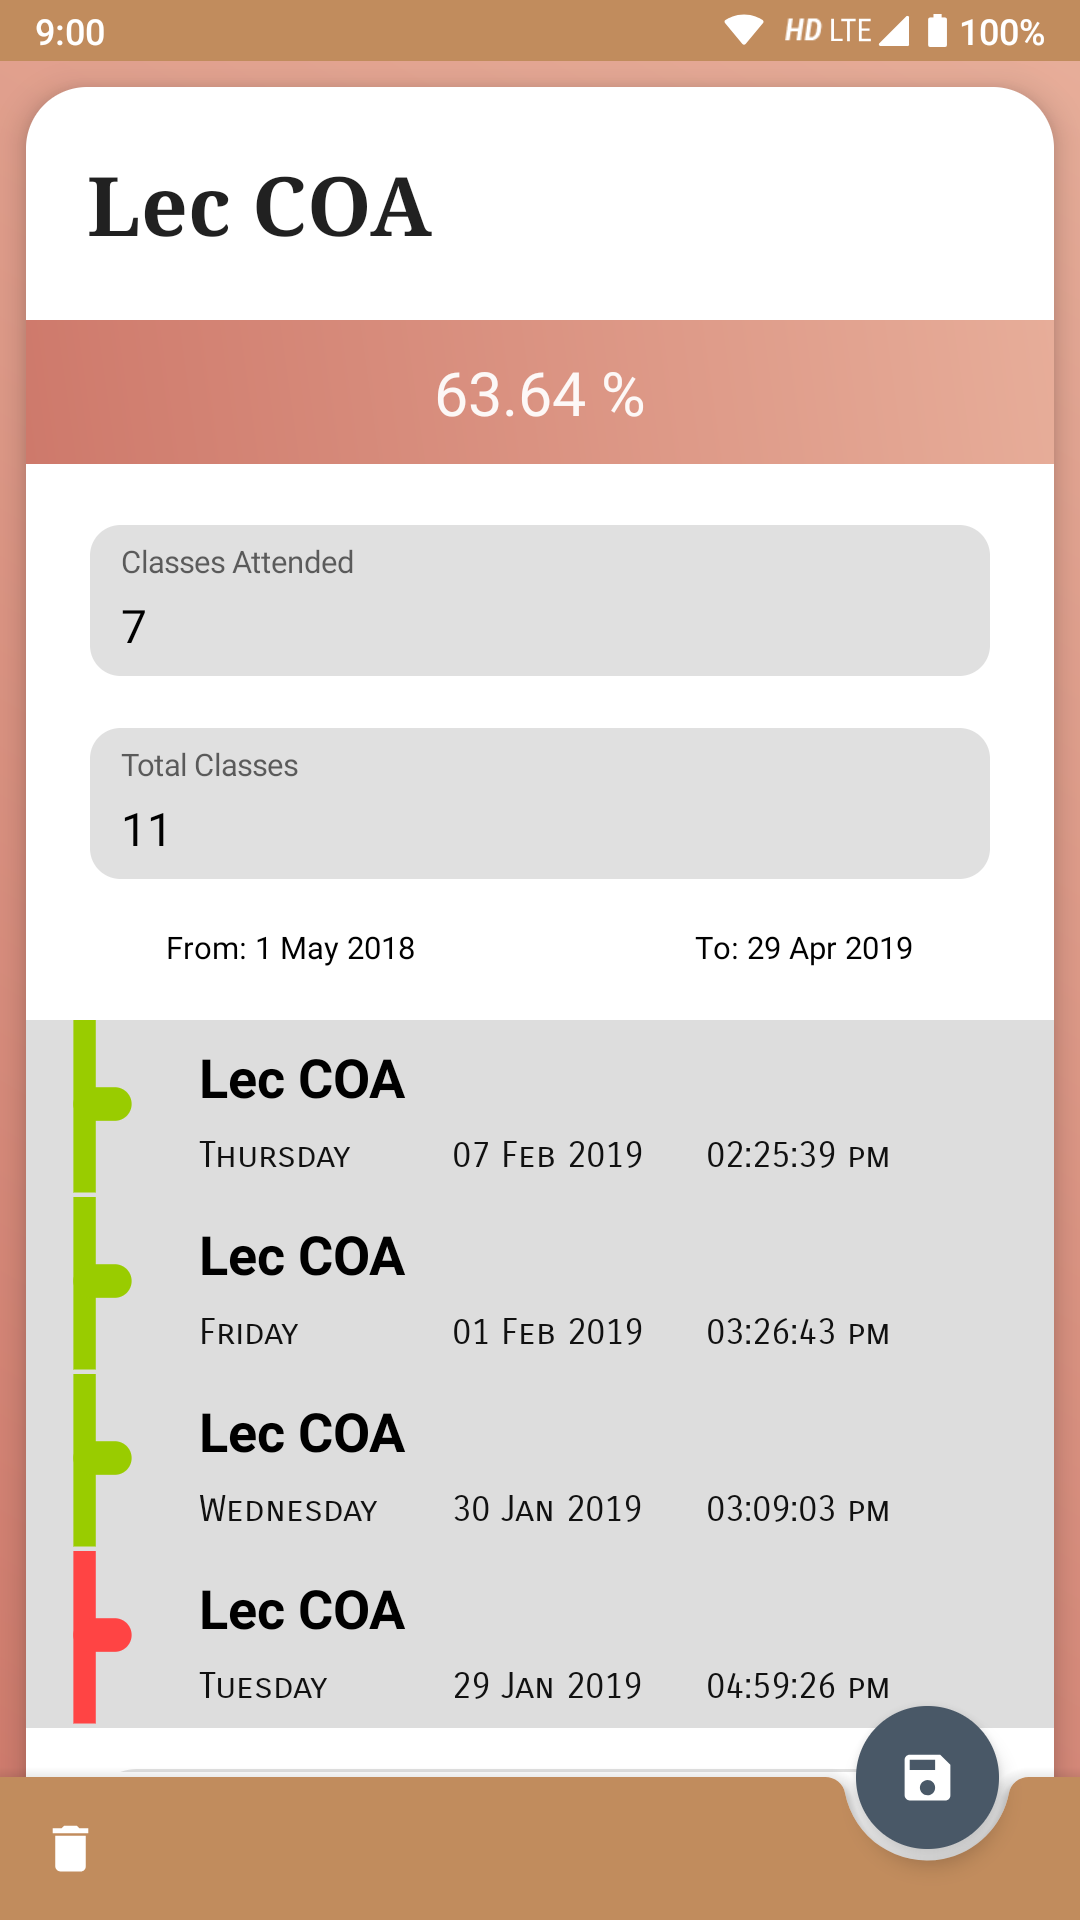 9:00 HD LTE 100%
Lec COA
63.64 %
Classes Attended
7
Total Classes
11
From: 1 May 2018 To: 29 Apr 2019
Lec COA
Thursday 07 Feb 2019 02:25:39 pm
Lec COA
Friday 01 Feb 2019 03:26:43 pm
Lec COA
Wednesday 30 Jan 2019 03:09:03 pm
Lec COA
Tuesday 29 Jan 2019 04:59:26 pm